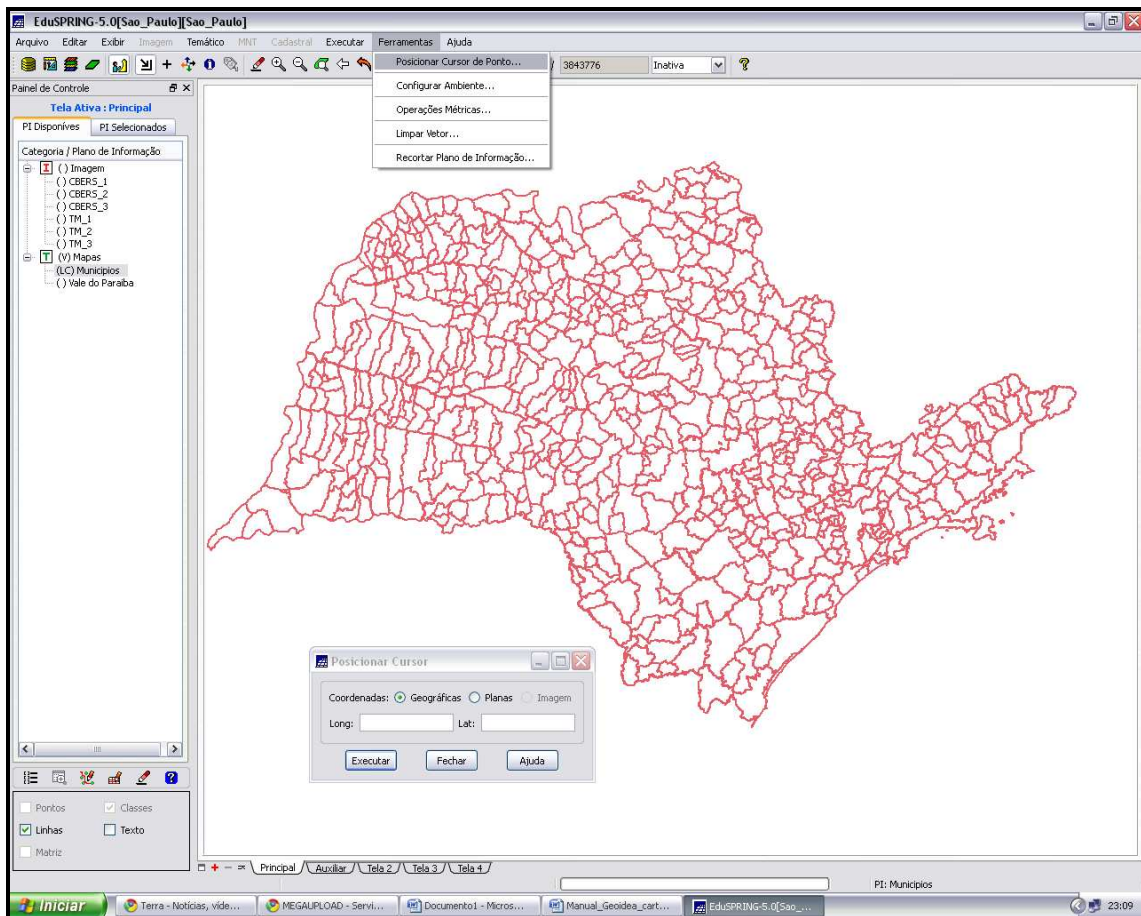 EduSPRING-5.0[Sao_Paulo][Sao_Paulo]
Arquivo Editar Exibir Imagem Temático MNT Cadastral Executar Ferramentas Ajuda
/ 3843776 Inativa
Posicionar Cursor de Ponto...
Configurar Ambiente...
Operações Métricas...
Limpar Vetor...
Recortar Plano de Informação...
Painel de Controle
Tela Ativa : Principal
PI Disponíves PI Selecionados
Categoria / Plano de Informação
I () Imagem
() CBERS_1
() CBERS_2
() CBERS_3
() TM_1
() TM_2
() TM_3
T (V) Mapas
(LC) Municipios
() Vale do Paraiba
Posicionar Cursor
Coordenadas: Geográficas Planas Imagem
Long: Lat:
Executar Fechar Ajuda
Pontos Classes
Linhas Texto
Matriz
Principal Auxiliar Tela 2 Tela 3 Tela 4
PI: Municipios
Iniciar Terra - Notícias, víde... MEGAUPLOAD - Servi... Documento1 - Micros... Manual_Geoidea_cart... EduSPRING-5.0[Sao_... 23:09